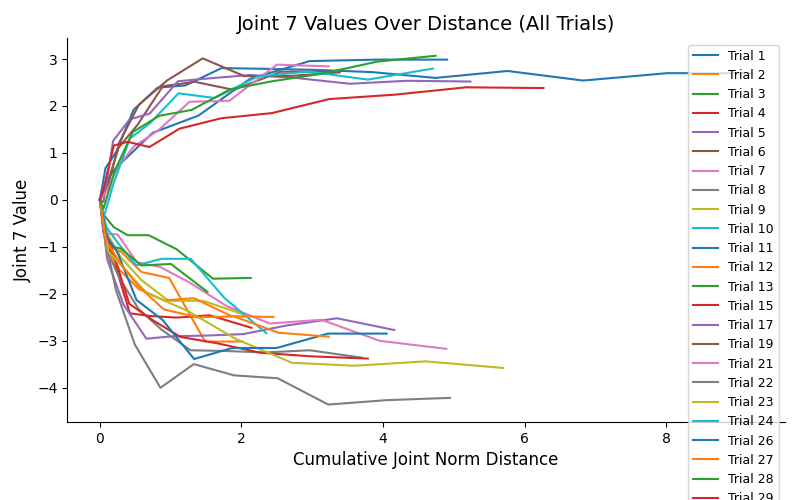 Joint 7 Values Over Distance (All Trials)
Joint 7 Value
3
2
1
0
−1
−2
−3
−4
0
2
4
6
8
Cumulative Joint Norm Distance
Trial 1
Trial 2
Trial 3
Trial 4
Trial 5
Trial 6
Trial 7
Trial 8
Trial 9
Trial 10
Trial 11
Trial 12
Trial 13
Trial 15
Trial 17
Trial 19
Trial 21
Trial 22
Trial 23
Trial 24
Trial 26
Trial 27
Trial 28
Trial 29